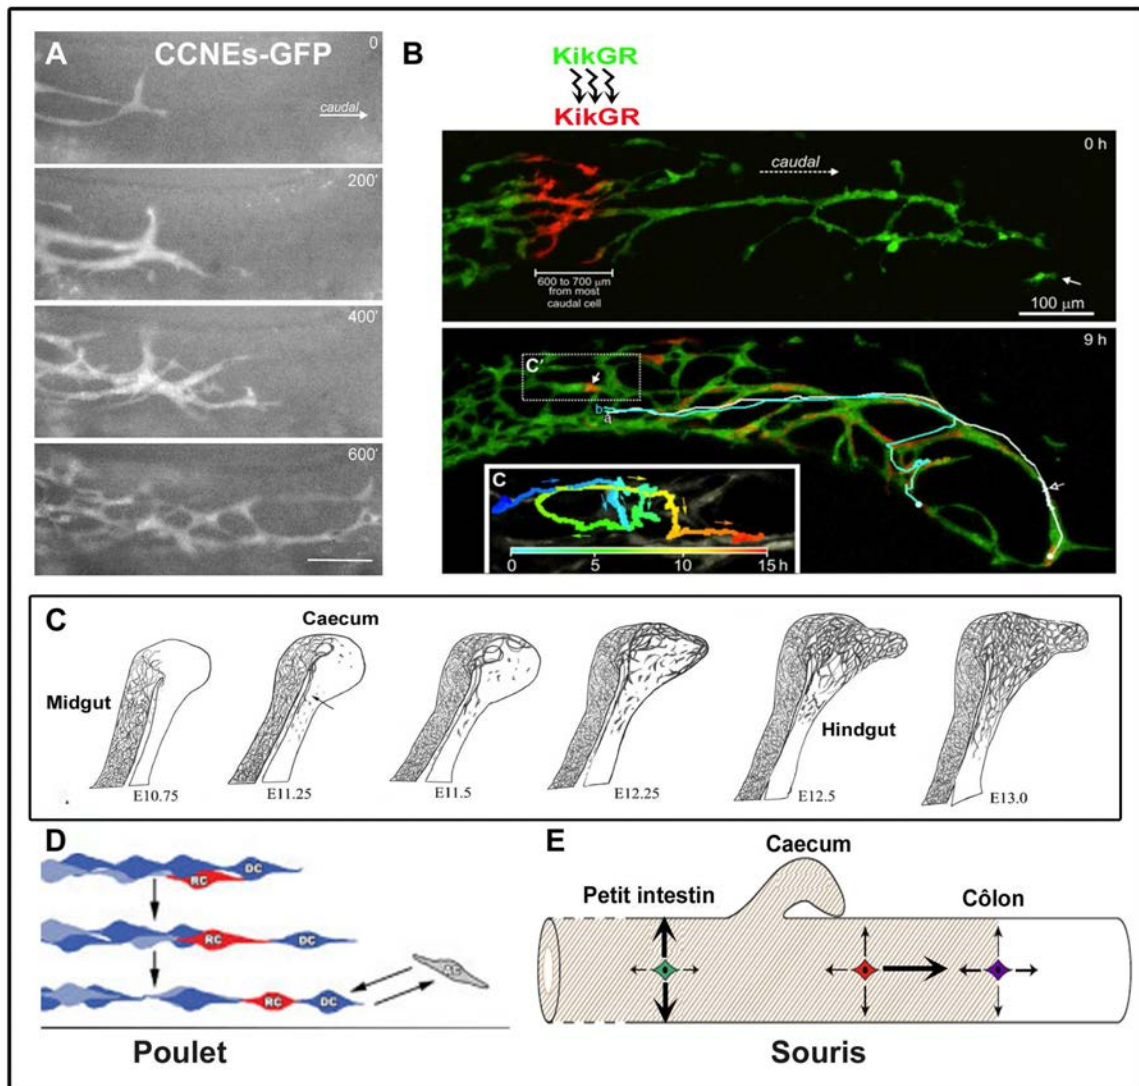 A
CCNEs-GFP
0
caudal
200'
400'
600'
B
KikGR
KikGR
0 h
caudal
600 to 700 µm
from most
caudal cell
100 µm
9 h
C'
b
a
C
0 5 10 15 h
C
Caecum
Midgut
Hindgut
E10.75
E11.25
E11.5
E12.25
E12.5
E13.0
D
DC
RC
RC
DC
AC
RC
DC
Poulet
E
Caecum
Petit intestin
Côlon
Souris